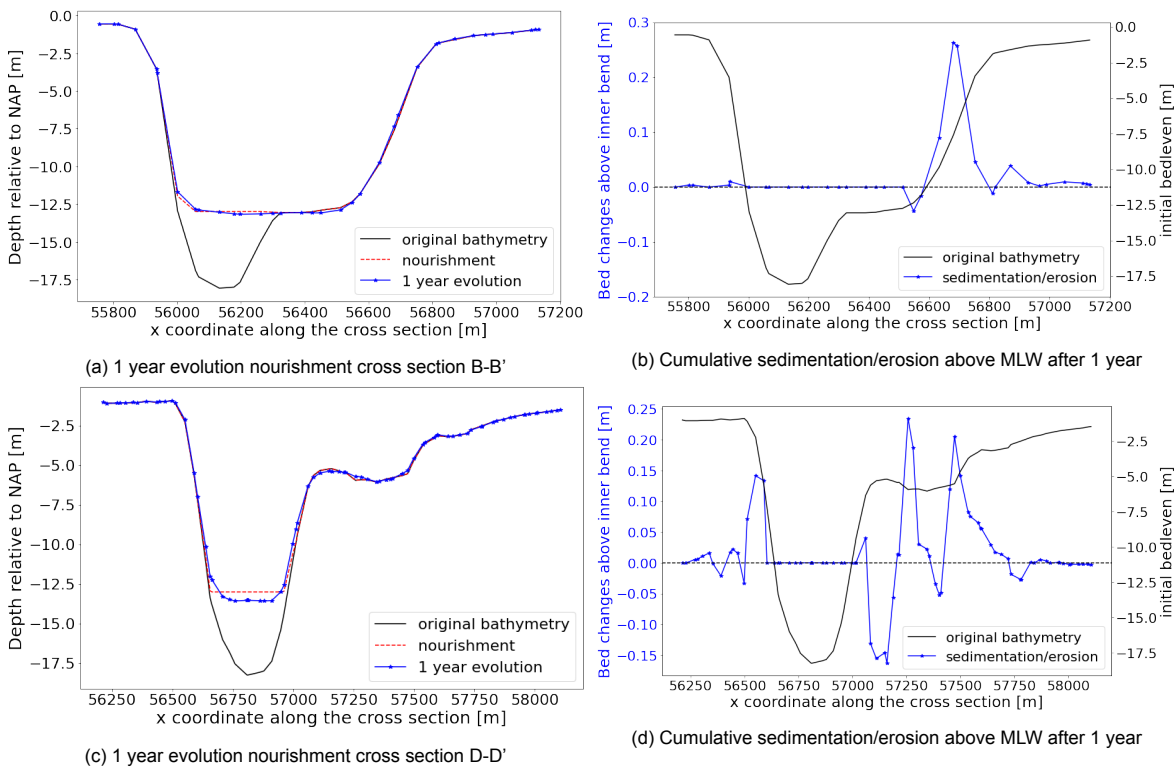 0.0
−2.5
−5.0
−7.5
−10.0
−12.5
−15.0
−17.5
Depth relative to NAP [m]
original bathymetry
nourishment
1 year evolution
55800 56000 56200 56400 56600 56800 57000 57200
x coordinate along the cross section [m]
(a) 1 year evolution nourishment cross section B-B’
0.3
0.2
0.1
0.0
−0.1
−0.2
Bed changes above inner bend [m]
0.0
−2.5
−5.0
−7.5
−10.0
−12.5
−15.0
−17.5
initial bedleven [m]
original bathymetry
sedimentation/erosion
55800 56000 56200 56400 56600 56800 57000 57200
x coordinate along the cross section [m]
(b) Cumulative sedimentation/erosion above MLW after 1 year
−2.5
−5.0
−7.5
−10.0
−12.5
−15.0
−17.5
Depth relative to NAP [m]
original bathymetry
nourishment
1 year evolution
56250 56500 56750 57000 57250 57500 57750 58000
x coordinate along the cross section [m]
(c) 1 year evolution nourishment cross section D-D’
0.25
0.20
0.15
0.10
0.05
0.00
−0.05
−0.10
−0.15
Bed changes above inner bend [m]
−2.5
−5.0
−7.5
−10.0
−12.5
−15.0
−17.5
initial bedleven [m]
original bathymetry
sedimentation/erosion
56250 56500 56750 57000 57250 57500 57750 58000
x coordinate along the cross section [m]
(d) Cumulative sedimentation/erosion above MLW after 1 year